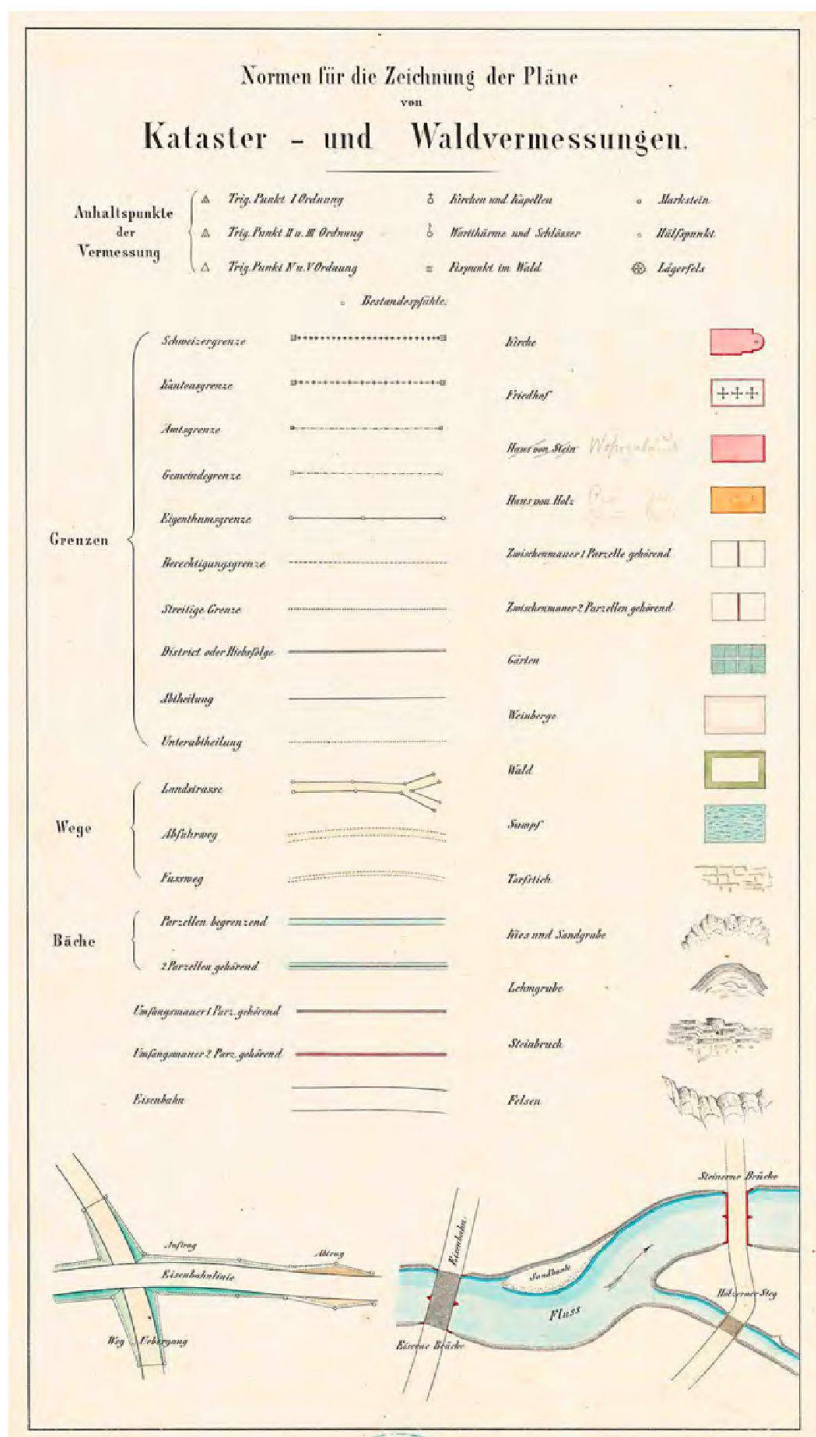 Normen für die Zeichnung der Pläne
von
Kataster - und Waldvermessungen.
Anhaltspunkte
der
Vermessung
Trig. Punkt I Ordnung
Kirchen und Kapellen
Markstein
Trig. Punkt II u. III Ordnung
Wartthürme und Schlösser
Hülfspunkt
Trig. Punkt IV u. V Ordnung
Fixpunkt im Wald
Lägerfels
Bestandespfähle.
Grenzen
Schweizergrenze
Kantonsgrenze
Amtsgrenze
Gemeindegrenze
Eigenthumsgrenze
Berechtigungsgrenze
Streitige Grenze
District oder Hiebsfolge
Abtheilung
Unterabtheilung
Wege
Landstrasse
Abfuhrweg
Fussweg
Bäche
Parzellen begrenzend
2 Parzellen gehörend
Umfangsmauer 1 Parz. gehörend
Umfangsmauer 2 Parz. gehörend
Eisenbahn
Kirche
Friedhof
Haus von Stein
Haus von Holz
Zwischenmauer 1 Parzelle gehörend
Zwischenmauer 2 Parzellen gehörend
Gärten
Weinberge
Wald
Sumpf
Torfstich
Kies und Sandgrube
Lehmgrube
Steinbruch
Felsen
Auftrag
Abtrag
Eisenbahnlinie
Weg Uebergang
Eisenbahn
Eiserne Brücke
Sandbank
Fluss
Steinerne Brücke
Hölzerner Steg